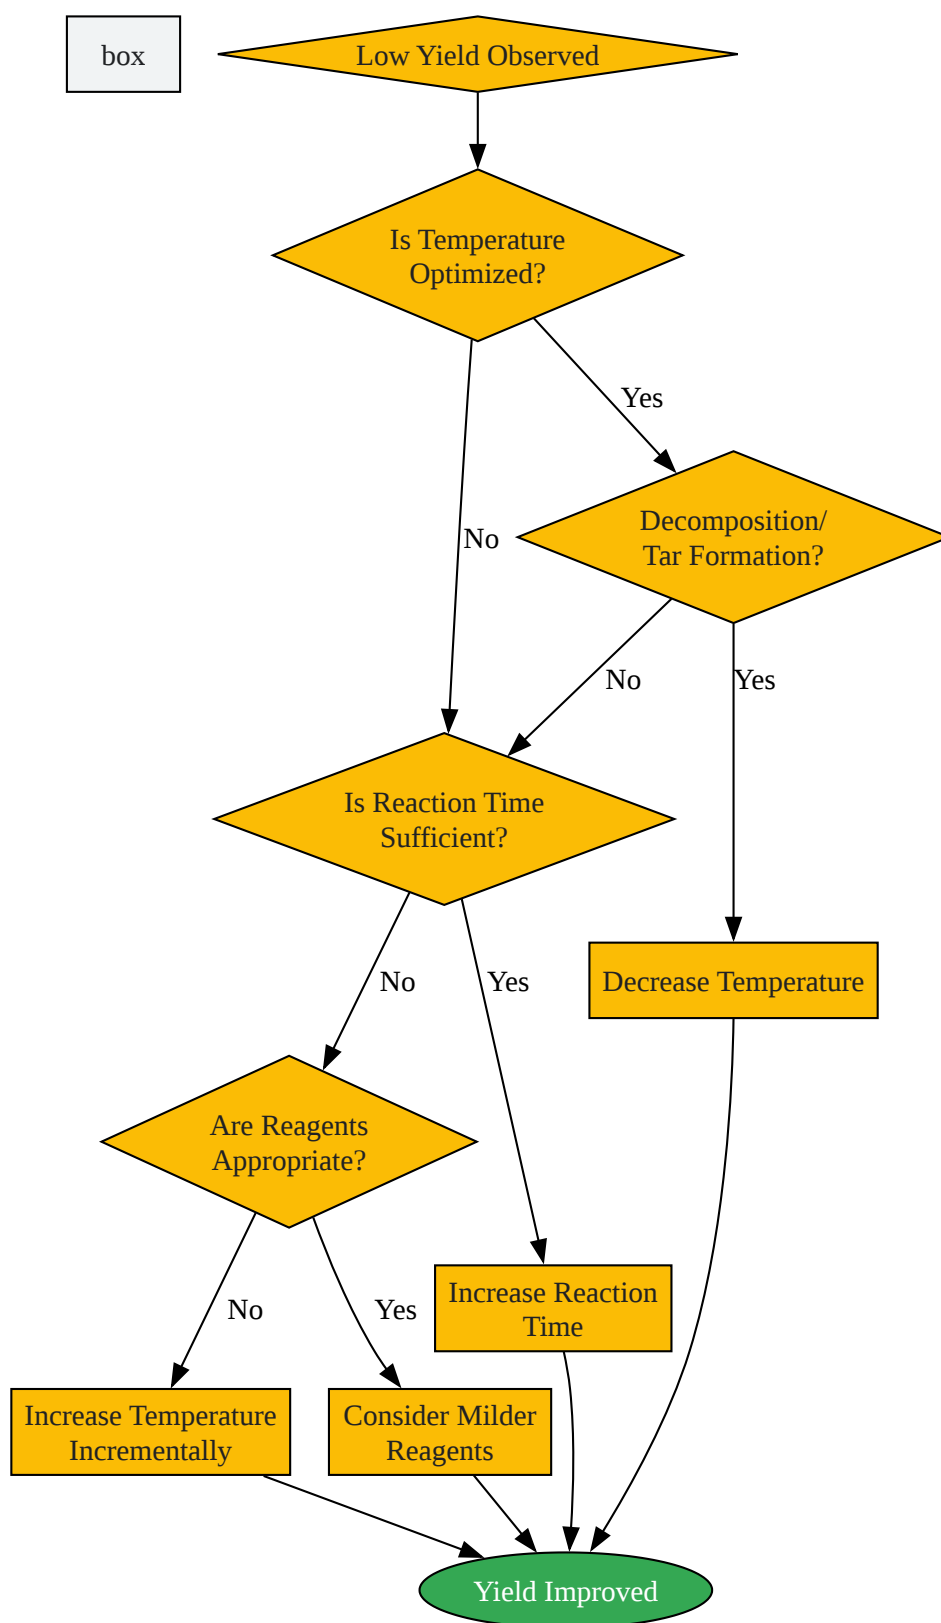 box
Low Yield Observed
Is Temperature
Optimized?
Yes
No
Decomposition/
Tar Formation?
No
Yes
Is Reaction Time
Sufficient?
No
Yes
Decrease Temperature
Are Reagents
Appropriate?
No
Yes
Increase Reaction
Time
Increase Temperature
Incrementally
Consider Milder
Reagents
Yield Improved